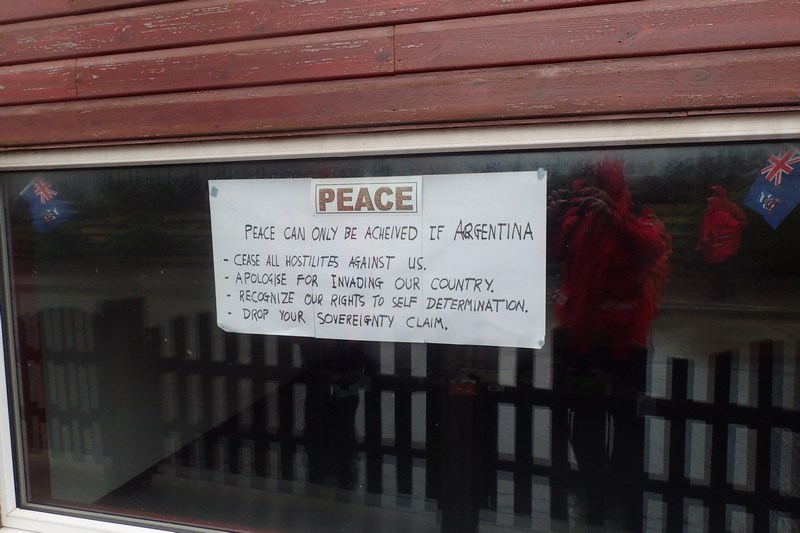 PEACE
PEACE CAN ONLY BE ACHEIVED IF ARGENTINA
- CEASE ALL HOSTILITES AGAINST US.
- APOLOGISE FOR INVADING OUR COUNTRY.
- RECOGNIZE OUR RIGHTS TO SELF DETERMINATION.
- DROP YOUR SOVEREIGNTY CLAIM.